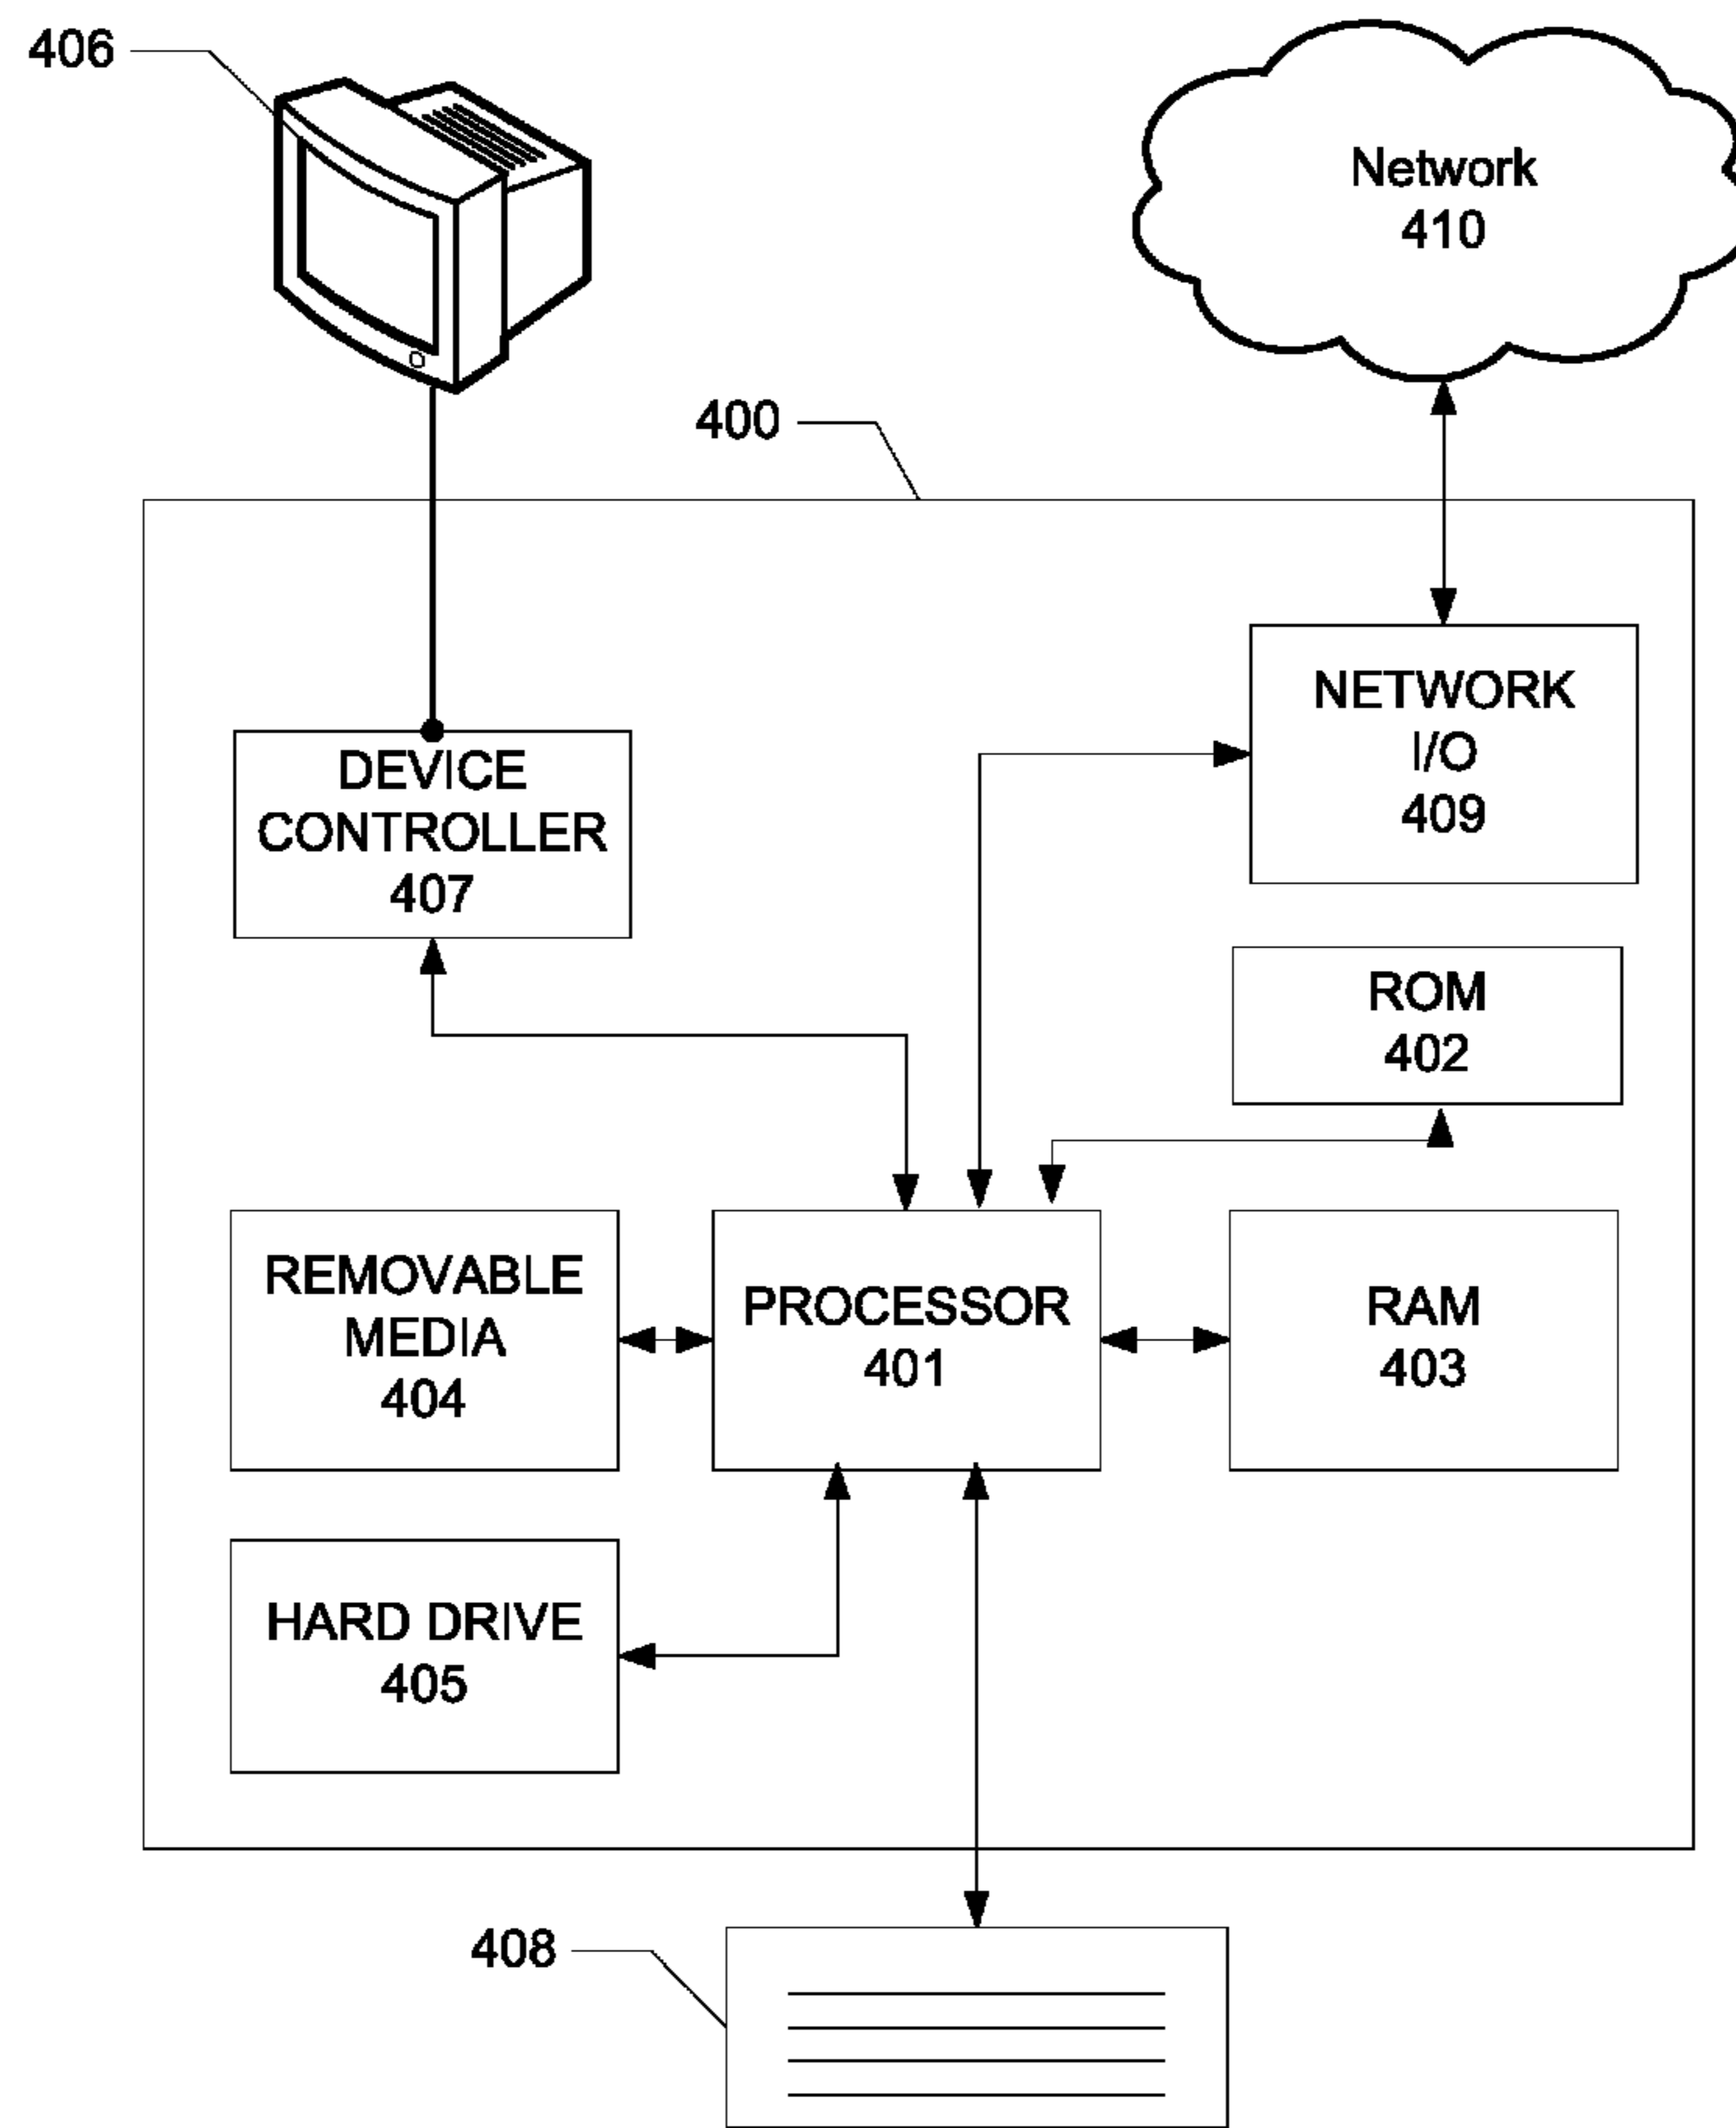 406
Network
410
400
NETWORK
I/O
409
DEVICE
CONTROLLER
407
ROM
402
REMOVABLE
MEDIA
404
PROCESSOR
401
RAM
403
HARD DRIVE
405
408